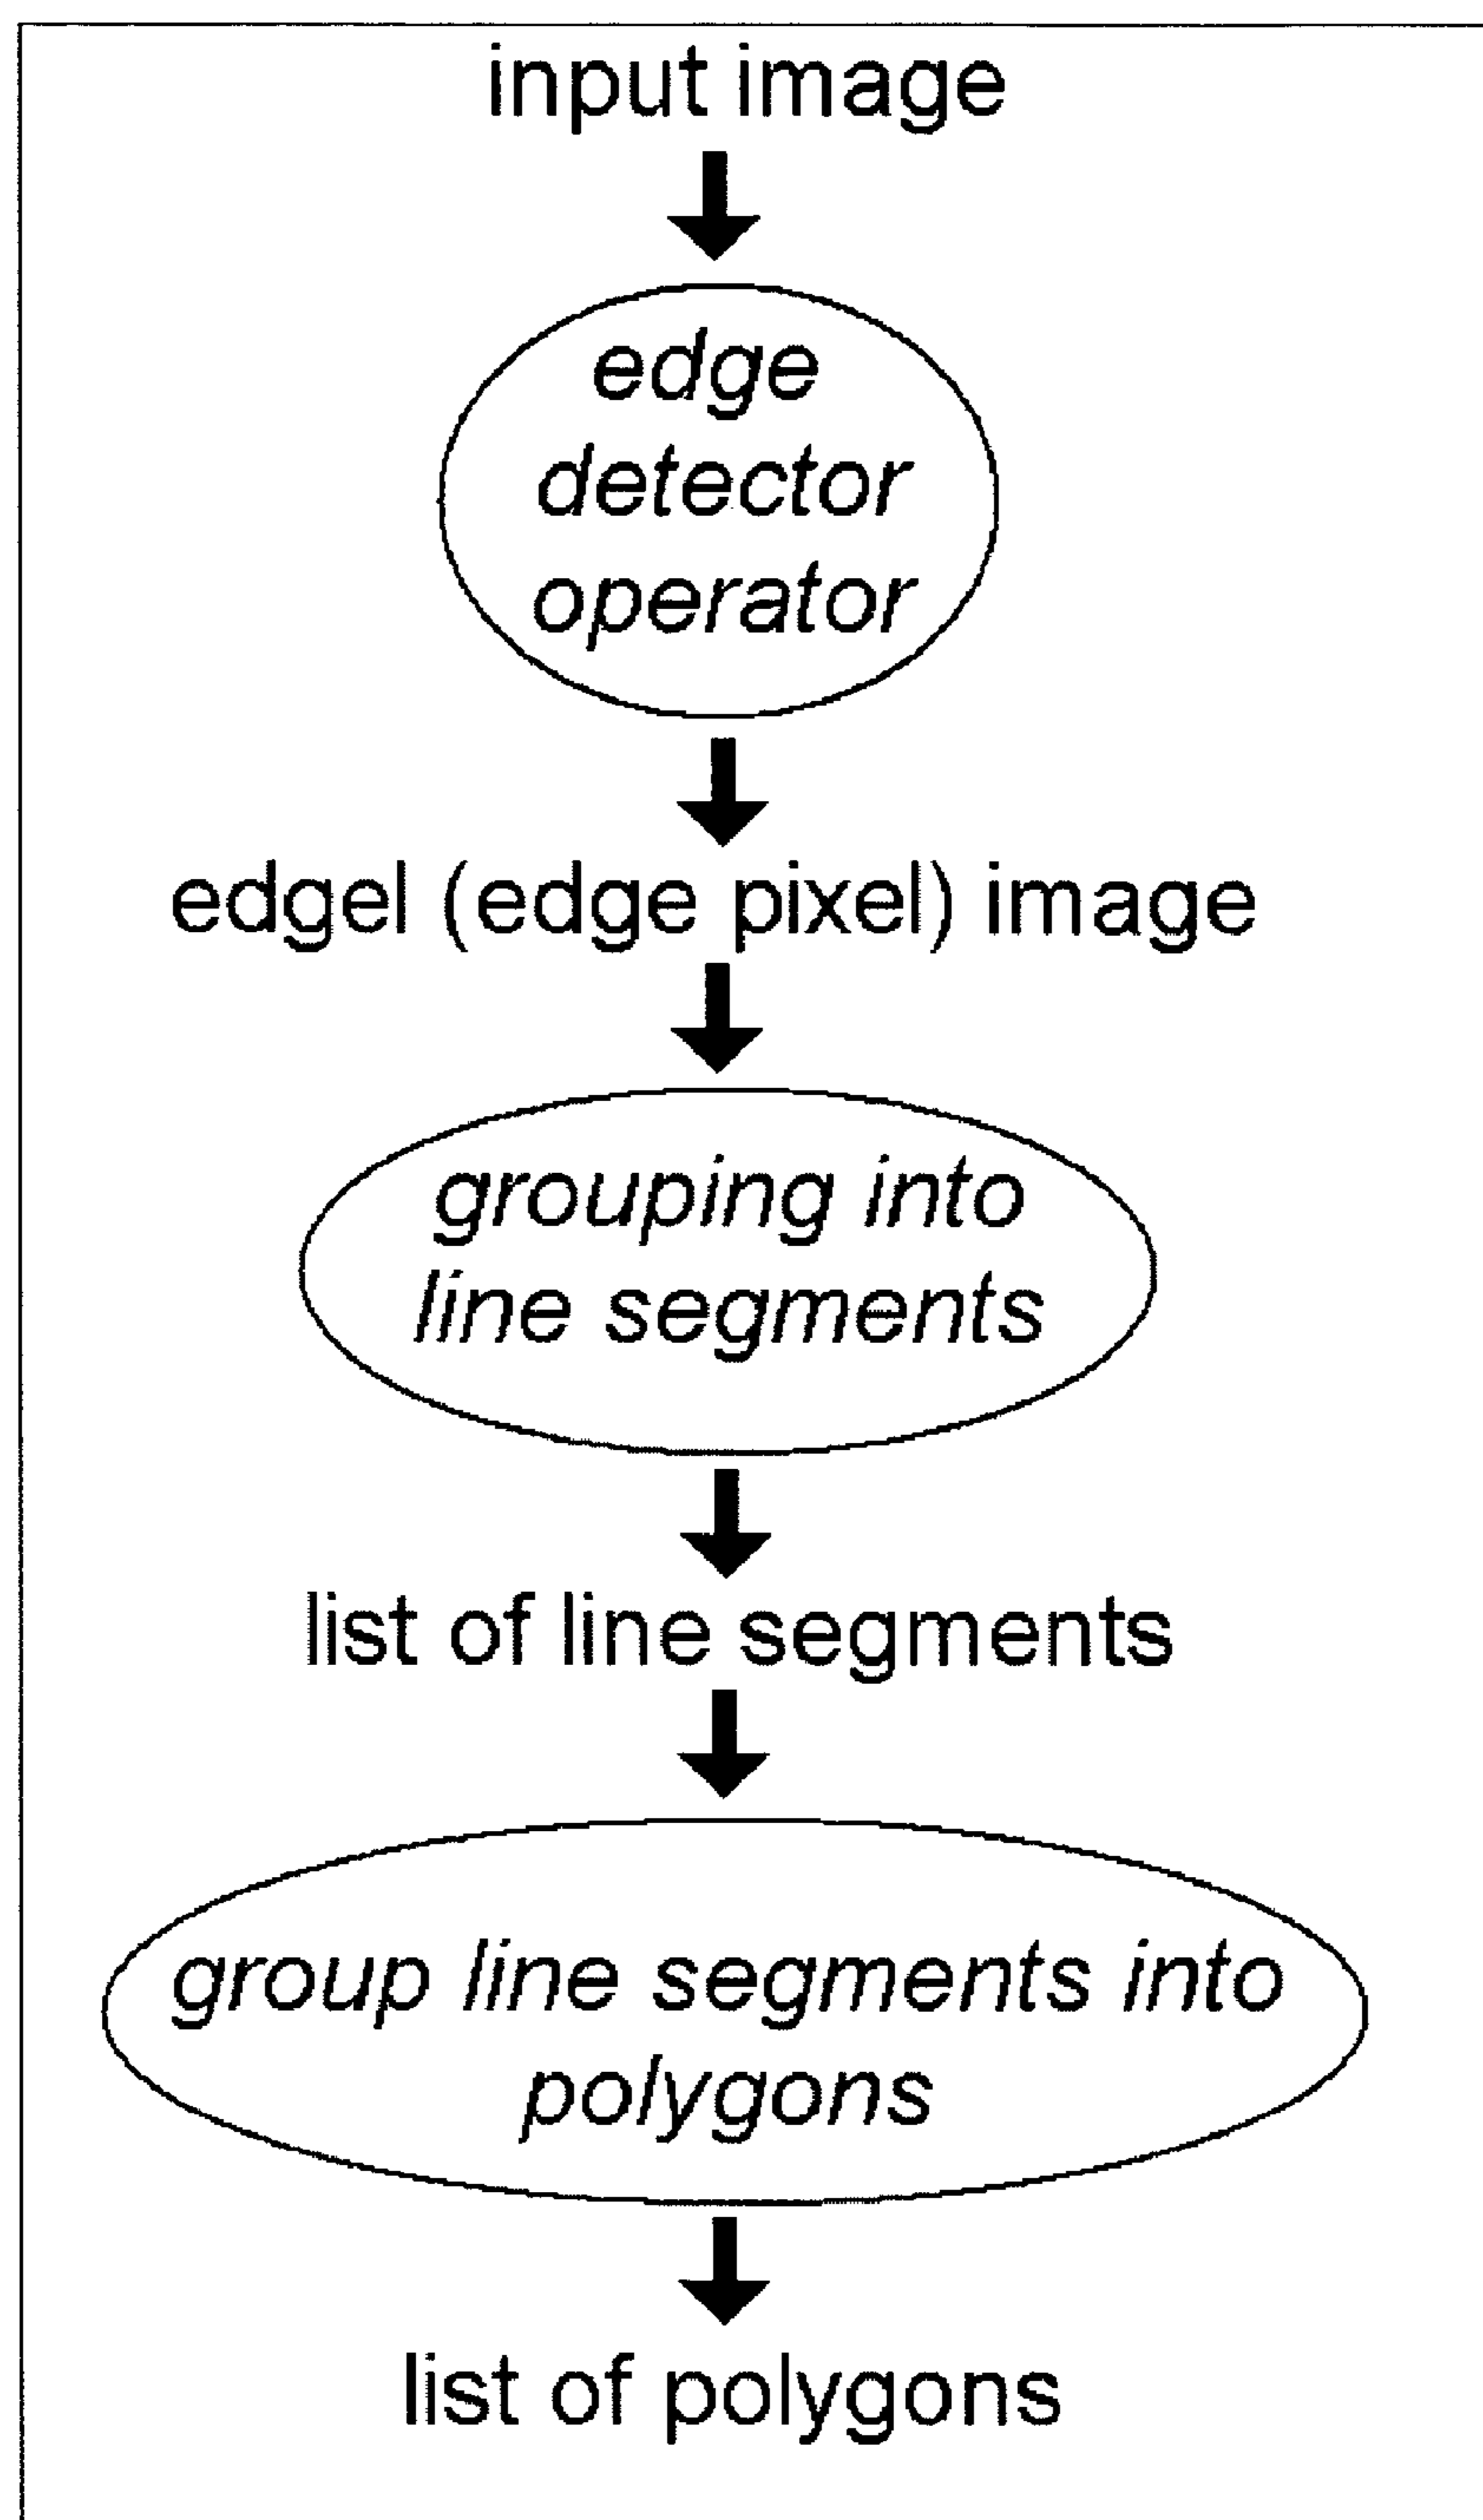 input image
edge
detector
operator
edgel (edge pixel) image
grouping into
line segments
list of line segments
group line segments into
polygons
list of polygons